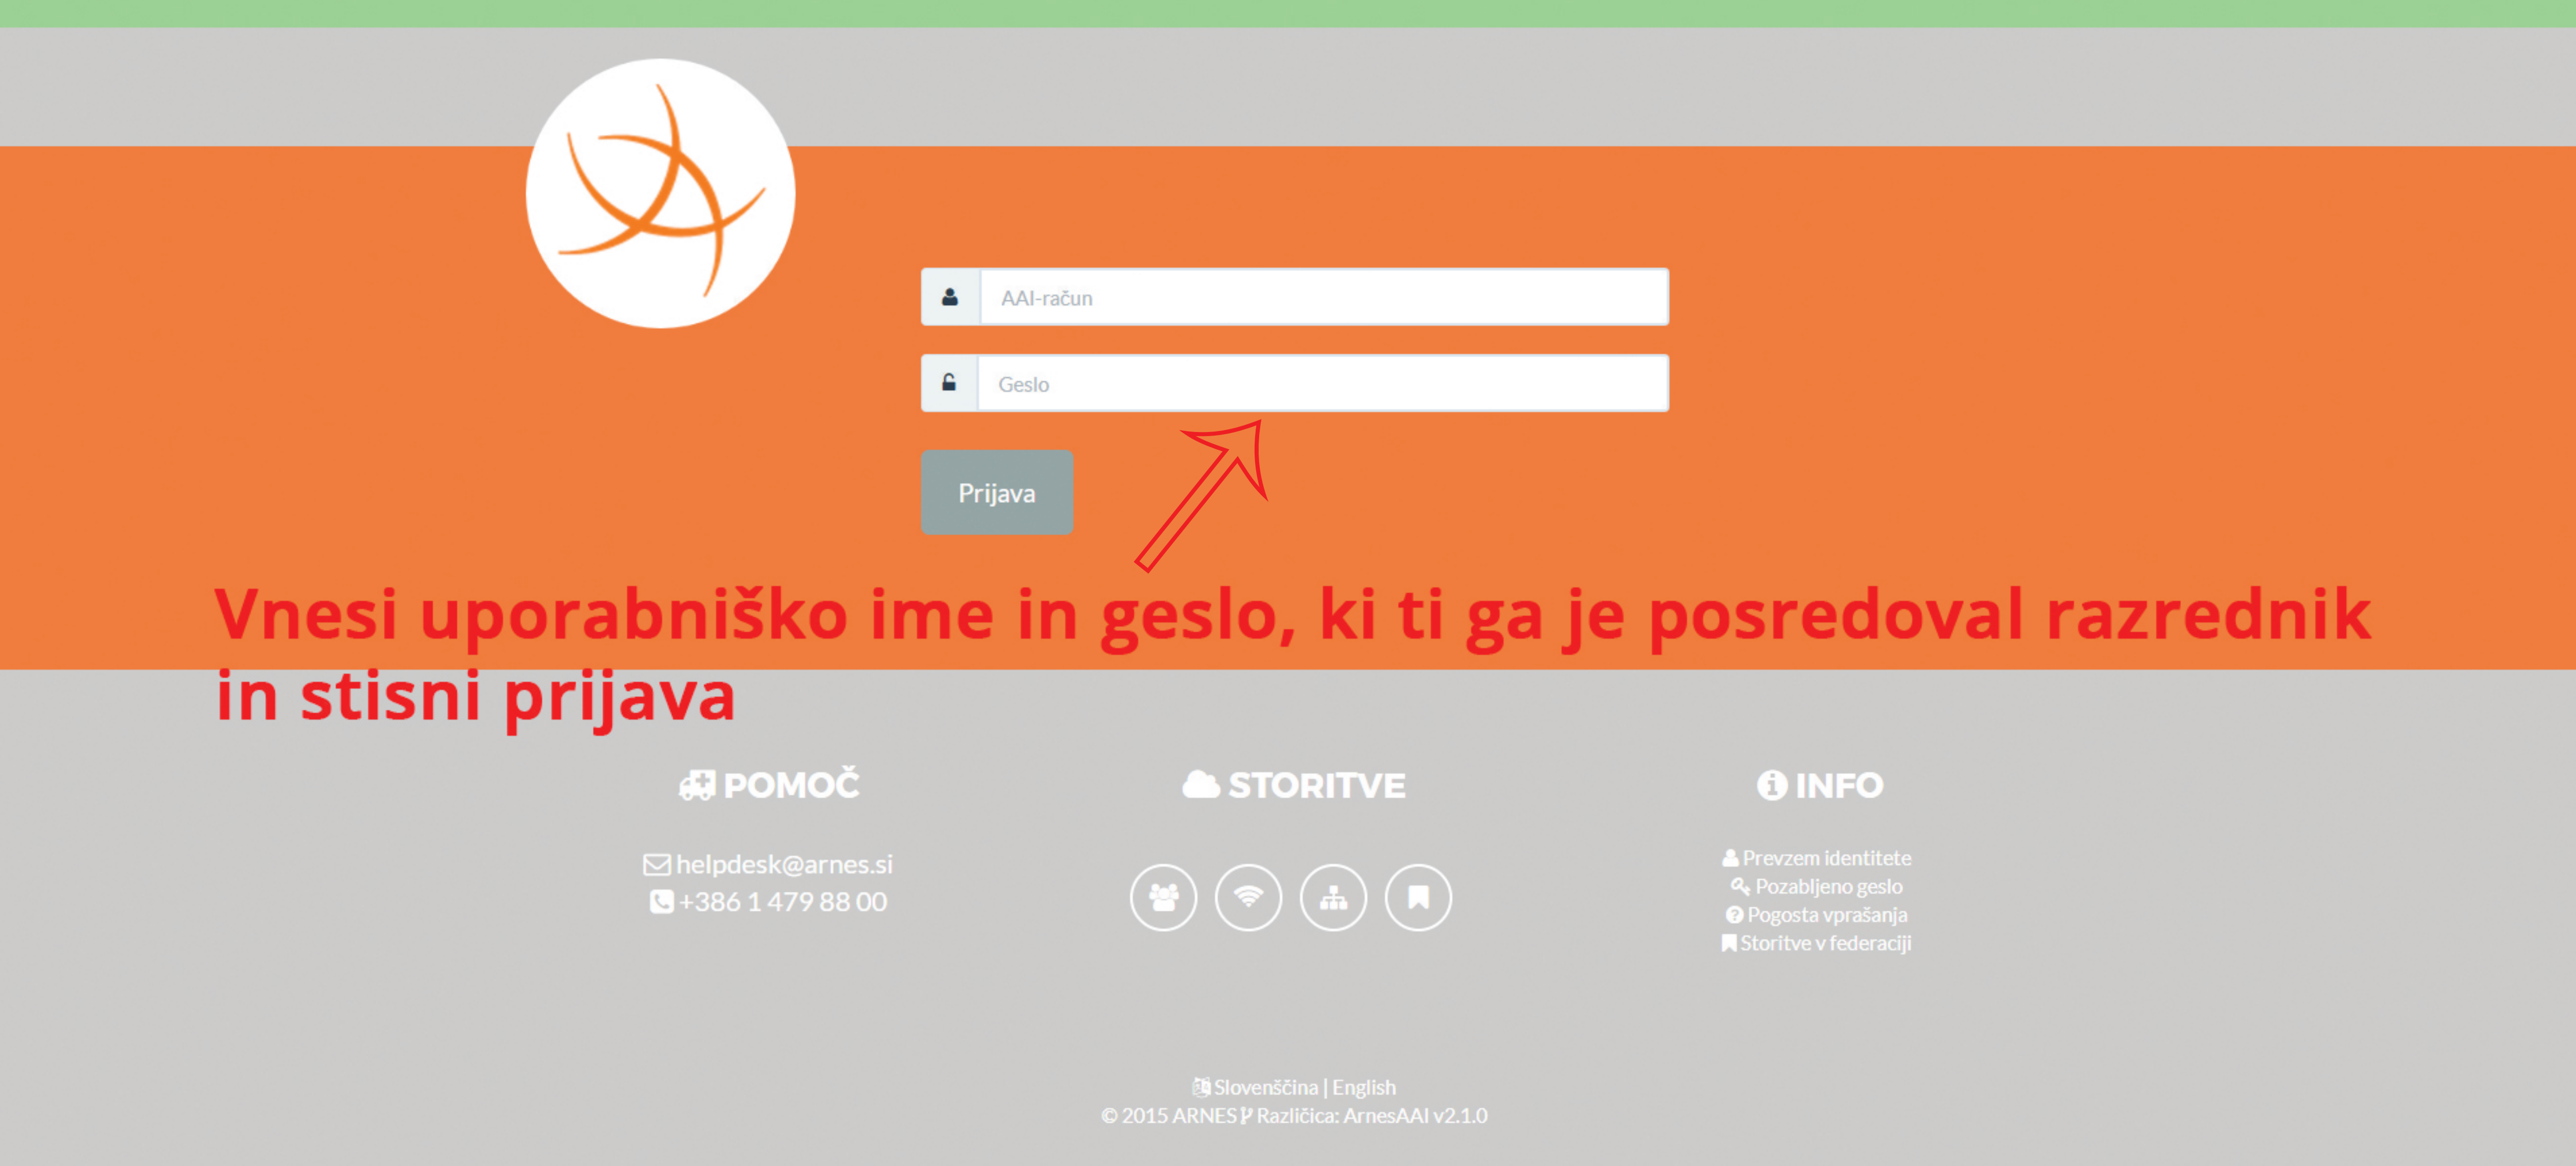 AAI-račun
Geslo
Prijava
Vnesi uporabniško ime in geslo, ki ti ga je posredoval razrednik
in stisni prijava
POMOČ
helpdesk@arnes.si
+386 1 479 88 00
STORITVE
INFO
Prevzem identitete
Pozabljeno geslo
Pogosta vprašanja
Storitve v federaciji
Slovenščina | English
© 2015 ARNES Različica: ArnesAAI v2.1.0